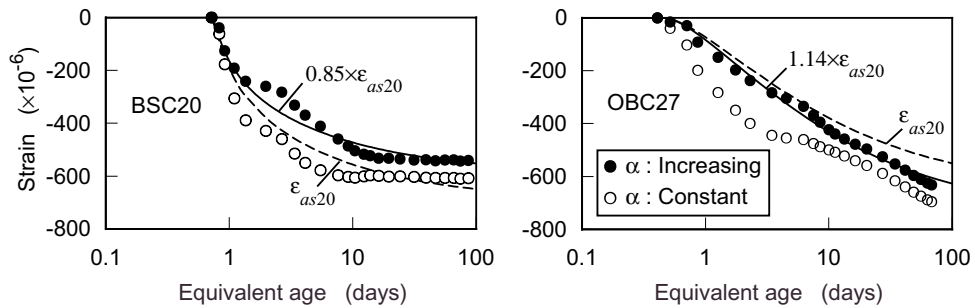 Strain (×10⁻⁶)
0
-200
-400
-600
-800
BSC20
0.85×εas20
εas20
0.1
1
10
100
Equivalent age (days)
0
-200
-400
-600
-800
OBC27
1.14×εas20
εas20
α : Increasing
α : Constant
0.1
1
10
100
Equivalent age (days)